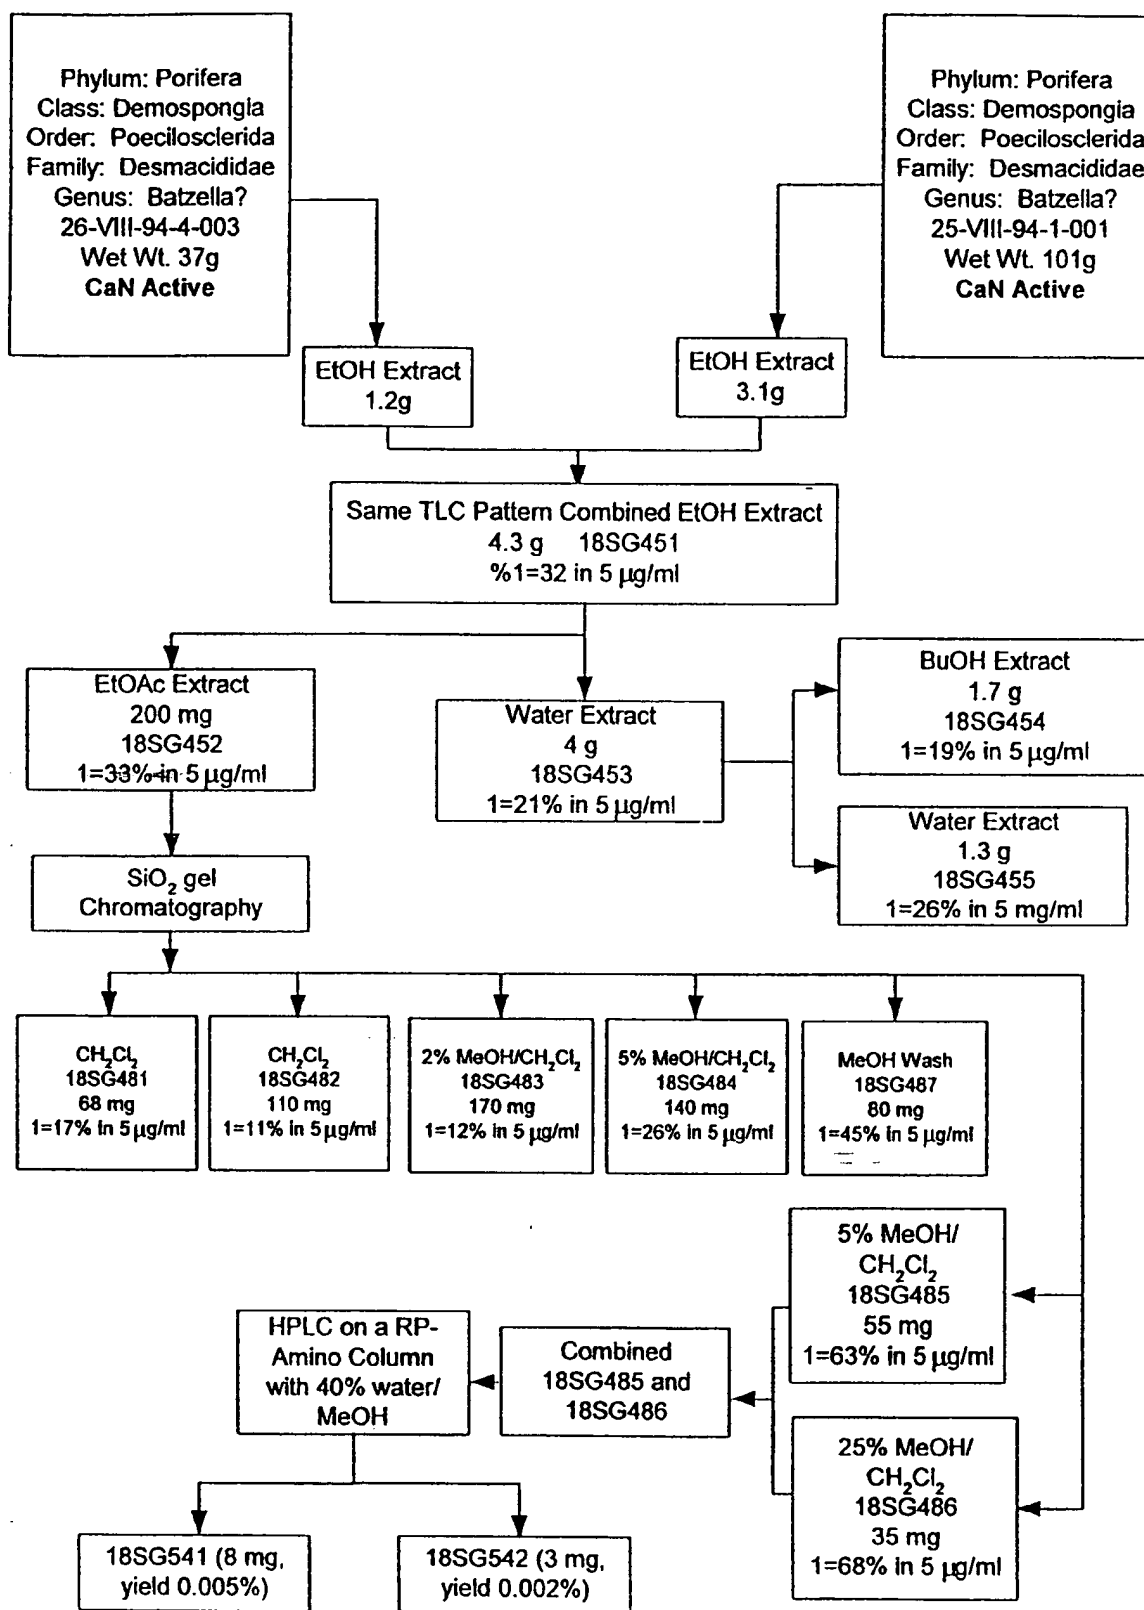 Phylum: Porifera
Class: Demospongia
Order: Poecilosclerida
Family: Desmacididae
Genus: Batzella?
26-VIII-94-4-003
Wet Wt. 37g
CaN Active
Phylum: Porifera
Class: Demospongia
Order: Poecilosclerida
Family: Desmacididae
Genus: Batzella?
25-VIII-94-1-001
Wet Wt. 101g
CaN Active
EtOH Extract
1.2g
EtOH Extract
3.1g
Same TLC Pattern Combined EtOH Extract
4.3 g 18SG451
%1=32 in 5 µg/ml
EtOAc Extract
200 mg
18SG452
1=33% in 5 µg/ml
Water Extract
4 g
18SG453
1=21% in 5 µg/ml
BuOH Extract
1.7 g
18SG454
1=19% in 5 µg/ml
Water Extract
1.3 g
18SG455
1=26% in 5 mg/ml
SiO₂ gel
Chromatography
CH₂Cl₂
18SG481
68 mg
1=17% in 5 µg/ml
CH₂Cl₂
18SG482
110 mg
1=11% in 5 µg/ml
2% MeOH/CH₂Cl₂
18SG483
170 mg
1=12% in 5 µg/ml
5% MeOH/CH₂Cl₂
18SG484
140 mg
1=26% in 5 µg/ml
MeOH Wash
18SG487
80 mg
1=45% in 5 µg/ml
5% MeOH/
CH₂Cl₂
18SG485
55 mg
1=63% in 5 µg/ml
25% MeOH/
CH₂Cl₂
18SG486
35 mg
1=68% in 5 µg/ml
Combined
18SG485 and
18SG486
HPLC on a RP-
Amino Column
with 40% water/
MeOH
18SG541 (8 mg,
yield 0.005%)
18SG542 (3 mg,
yield 0.002%)